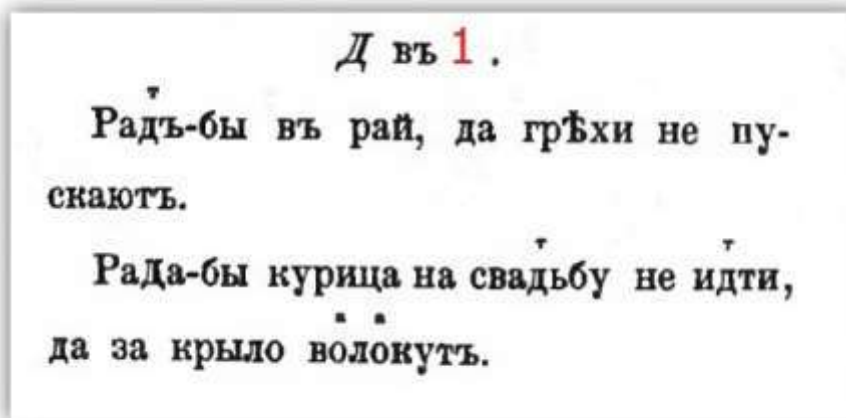 Д въ 1 .
Радъ-бы въ рай, да грѣхи не пу-
скаютъ.
РаДа-бы курица на свадьбу не идти,
да за крыло волокутъ.